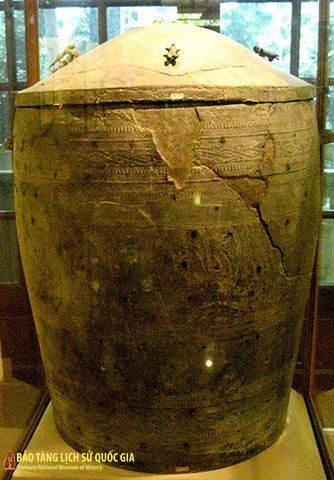 BẢO TÀNG LỊCH SỬ QUỐC GIA
Vietnam National Museum of History